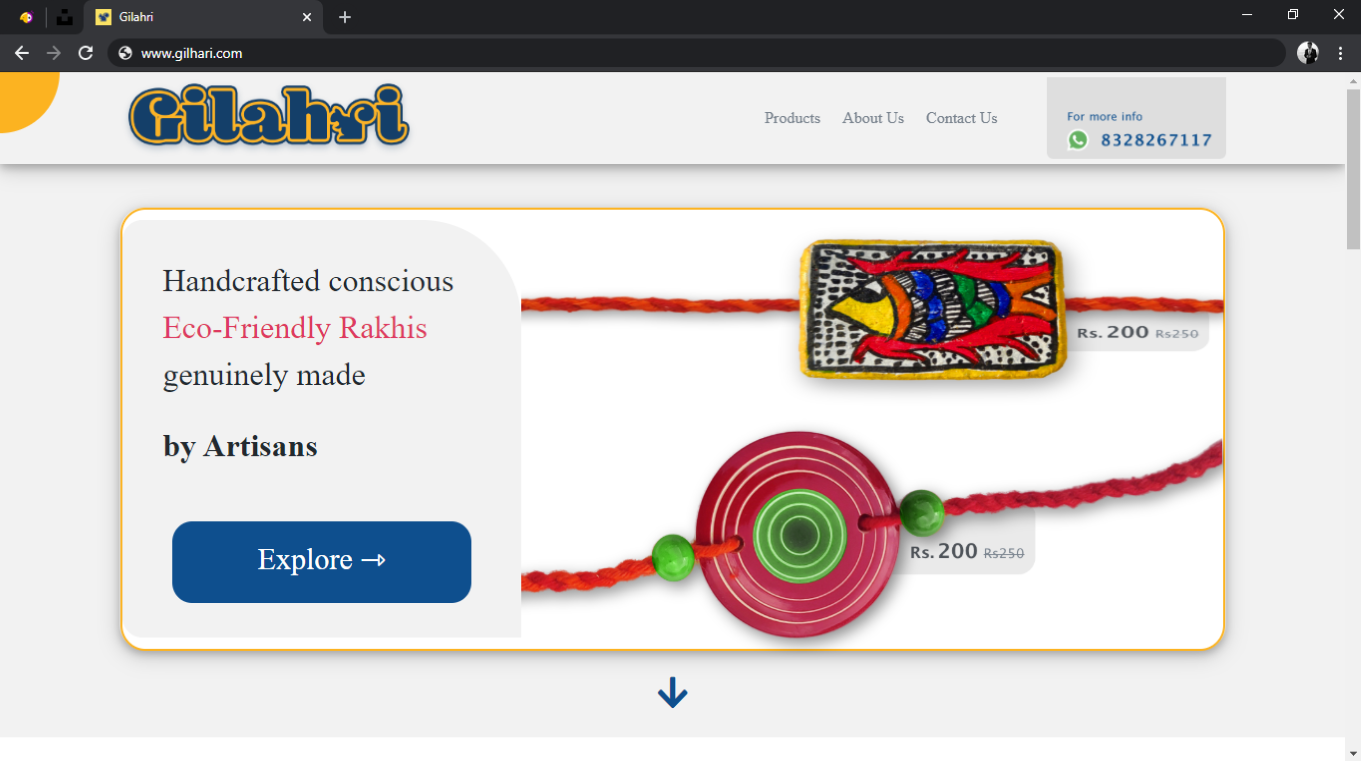 Gilahri
www.gilhari.com
Gilahri
Products
About Us
Contact Us
For more info
8328267117
Handcrafted conscious
Eco-Friendly Rakhis
genuinely made
by Artisans
Explore →
Rs. 200 Rs250
Rs. 200 Rs250